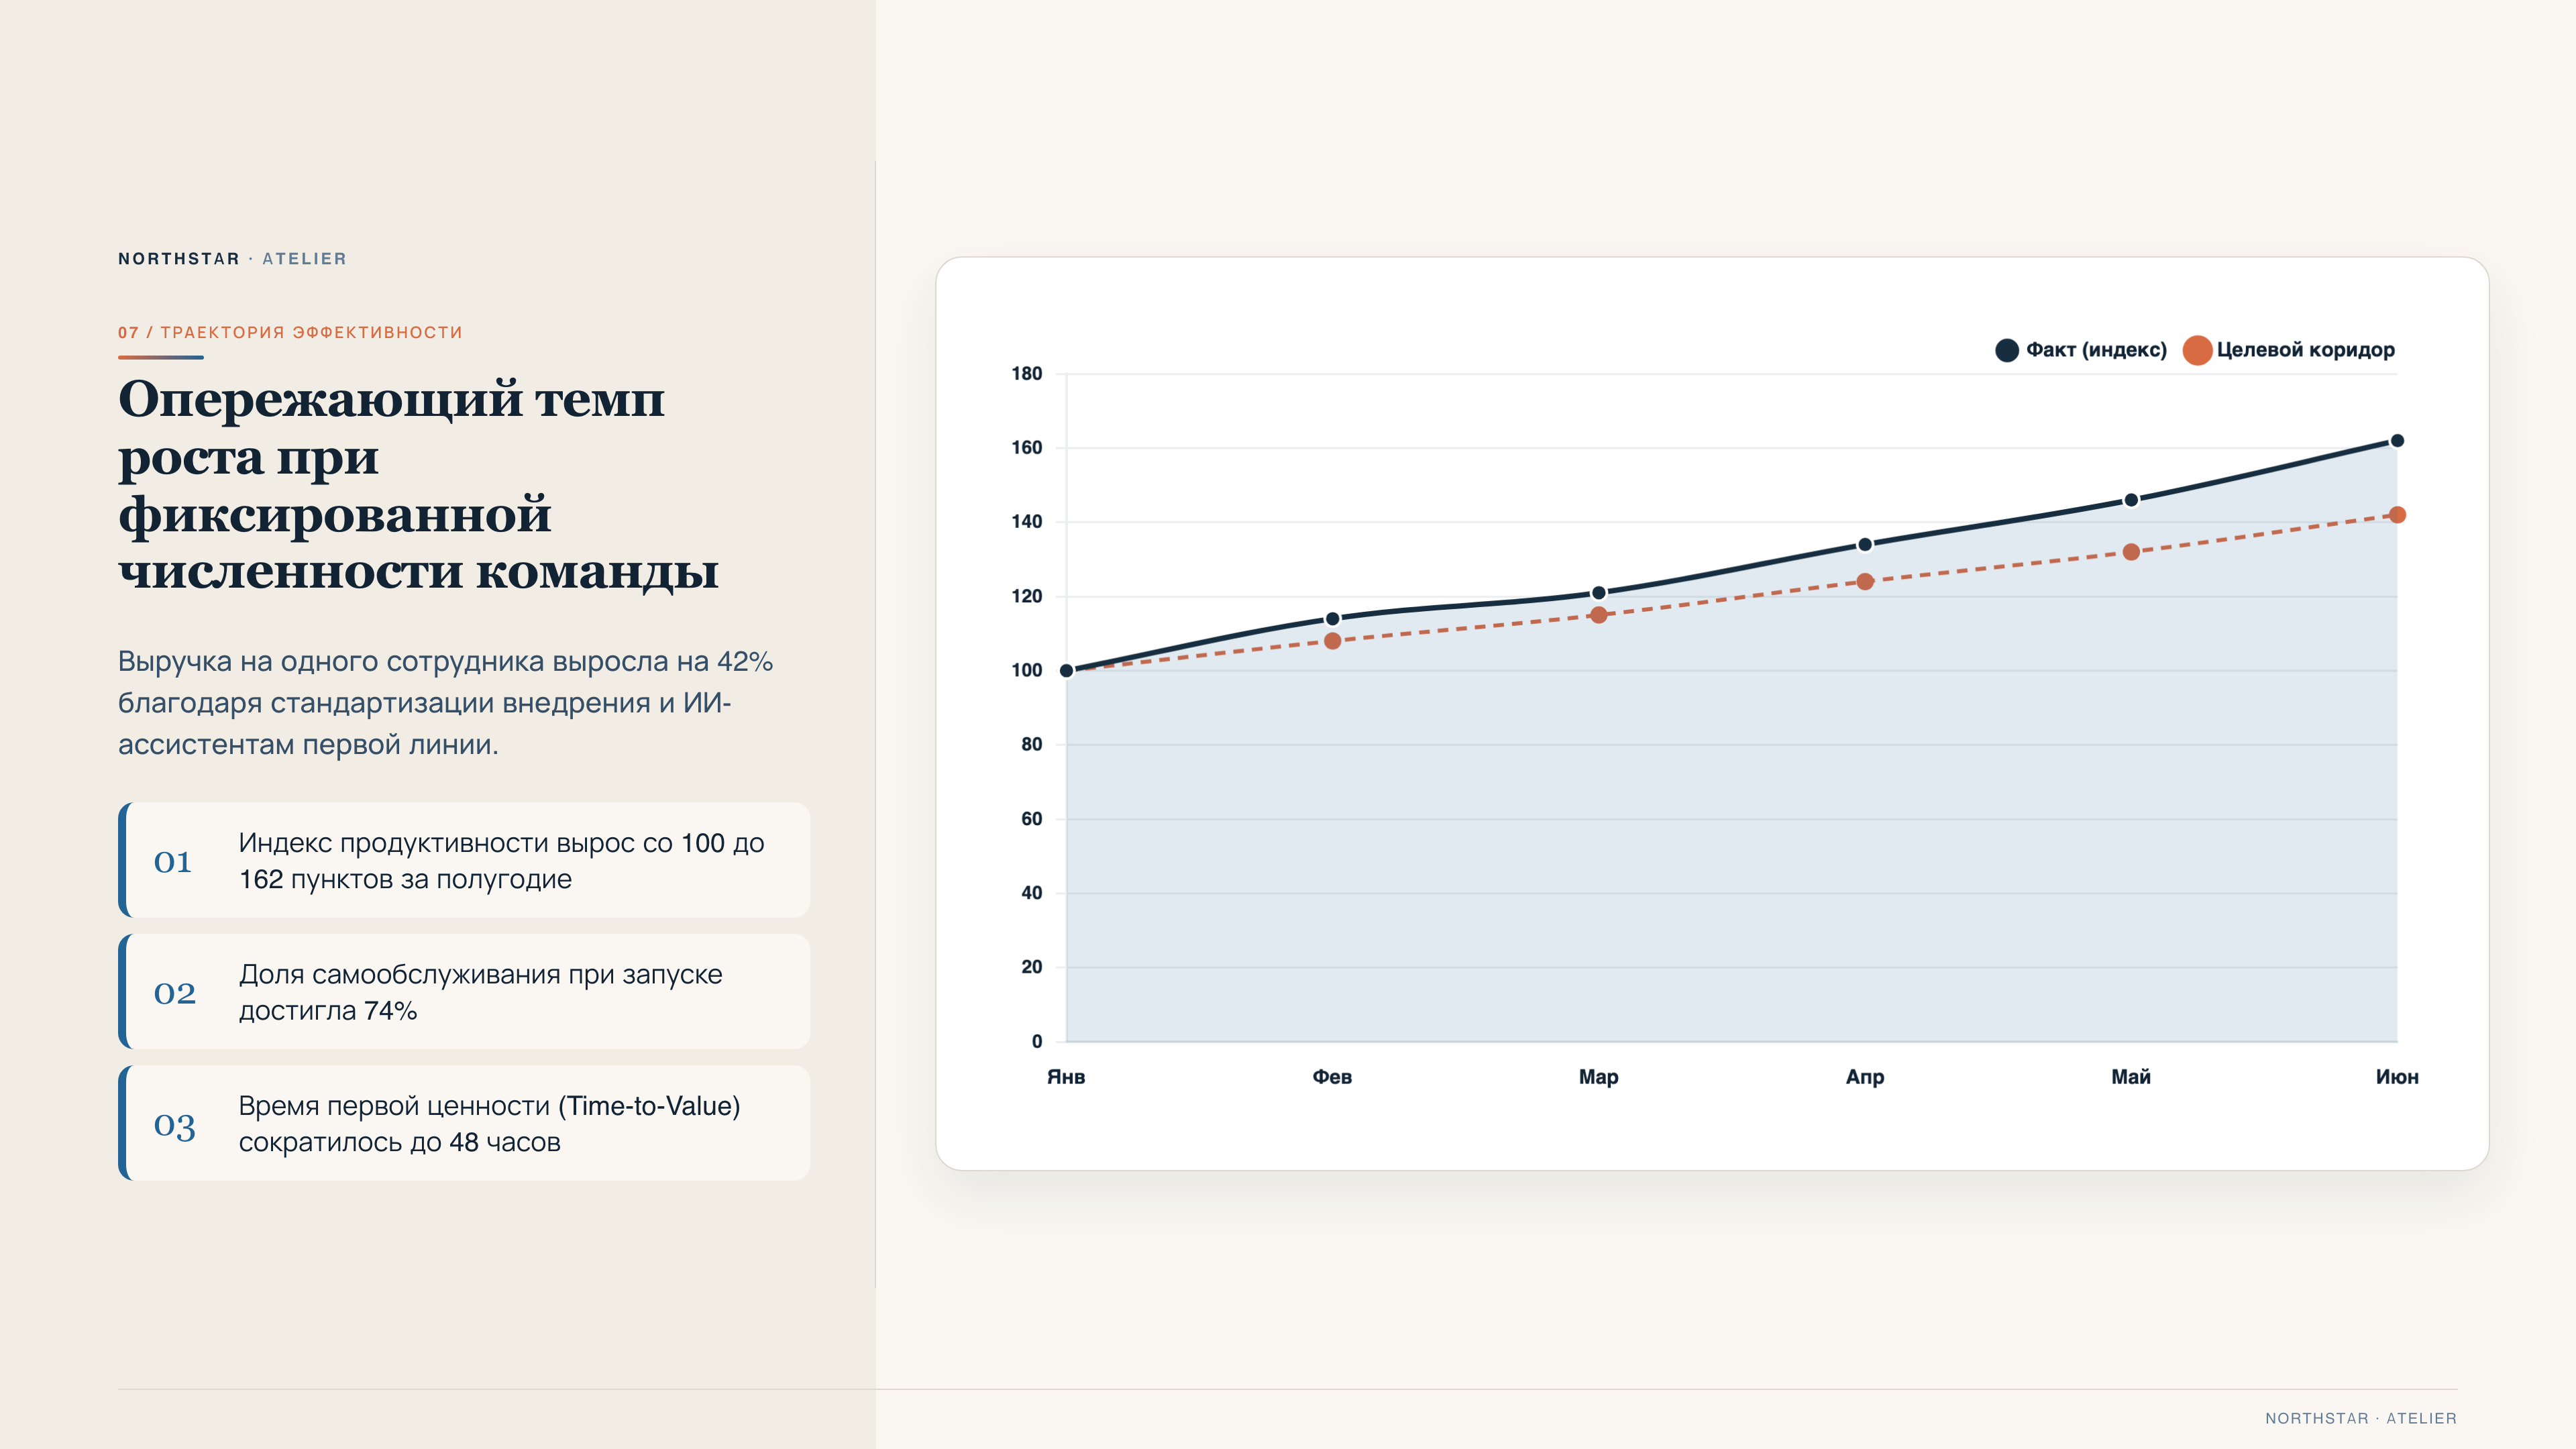 NORTHSTAR · ATELIER
07 / ТРАЕКТОРИЯ ЭФФЕКТИВНОСТИ
Опережающий темп
роста при
фиксированной
численности команды
Выручка на одного сотрудника выросла на 42%
благодаря стандартизации внедрения и ИИ-
ассистентам первой линии.
01
Индекс продуктивности вырос со 100 до
162 пунктов за полугодие
02
Доля самообслуживания при запуске
достигла 74%
03
Время первой ценности (Time-to-Value)
сократилось до 48 часов
Факт (индекс)
Целевой коридор
180
160
140
120
100
80
60
40
20
0
Янв
Фев
Мар
Апр
Май
Июн
NORTHSTAR · ATELIER